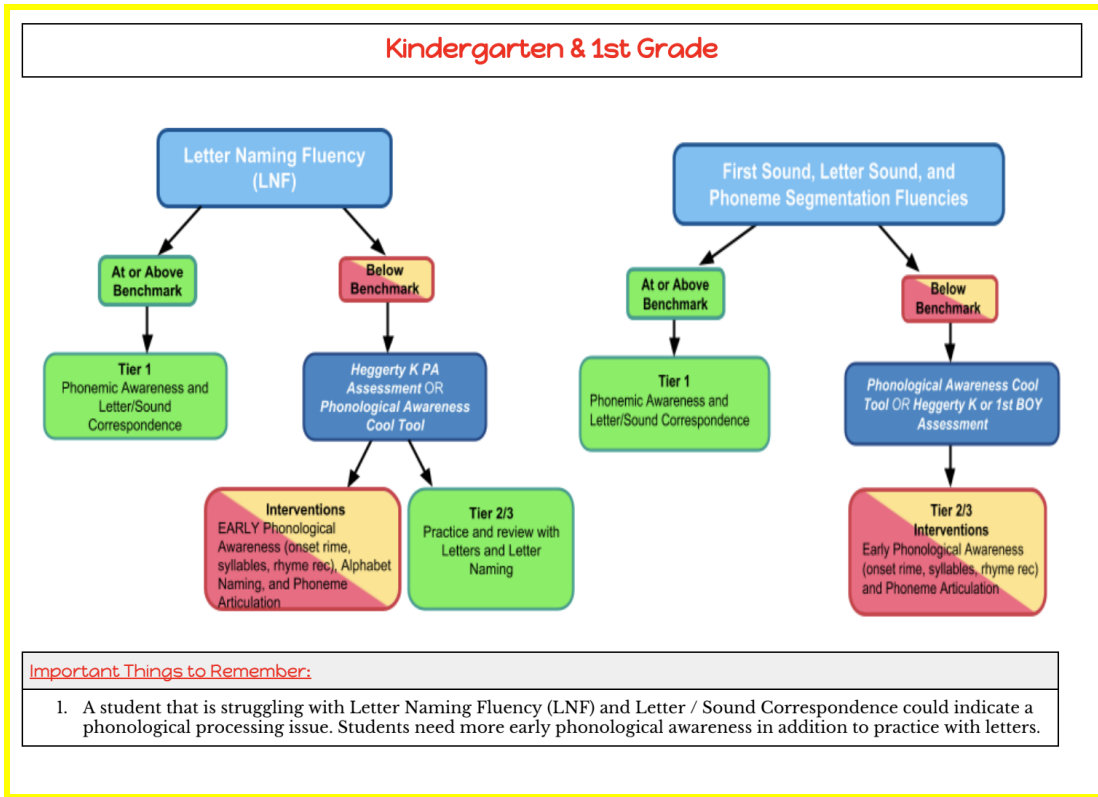 Kindergarten & 1st Grade
Letter Naming Fluency
(LNF)
At or Above
Benchmark
Below
Benchmark
Tier 1
Phonemic Awareness and
Letter/Sound
Correspondence
Heggerty K PA
Assessment OR
Phonological Awareness
Cool Tool
Interventions
EARLY Phonological
Awareness (onset rime,
syllables, rhyme rec), Alphabet
Naming, and Phoneme
Articulation
Tier 2/3
Practice and review with
Letters and Letter
Naming
First Sound, Letter Sound, and
Phoneme Segmentation Fluencies
At or Above
Benchmark
Below
Benchmark
Tier 1
Phonemic Awareness and
Letter/Sound Correspondence
Phonological Awareness Cool
Tool OR Heggerty K or 1st BOY
Assessment
Tier 2/3
Interventions
Early Phonological Awareness
(onset rime, syllables, rhyme rec)
and Phoneme Articulation
Important Things to Remember:
1. A student that is struggling with Letter Naming Fluency (LNF) and Letter / Sound Correspondence could indicate a
phonological processing issue. Students need more early phonological awareness in addition to practice with letters.